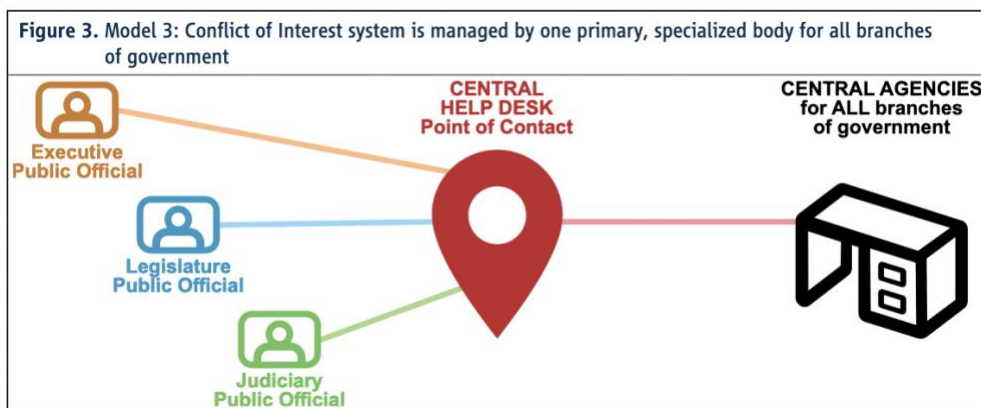 Figure 3. Model 3: Conflict of Interest system is managed by one primary, specialized body for all branches
of government
Executive
Public Official
Legislature
Public Official
Judiciary
Public Official
CENTRAL
HELP DESK
Point of Contact
CENTRAL AGENCIES
for ALL branches
of government